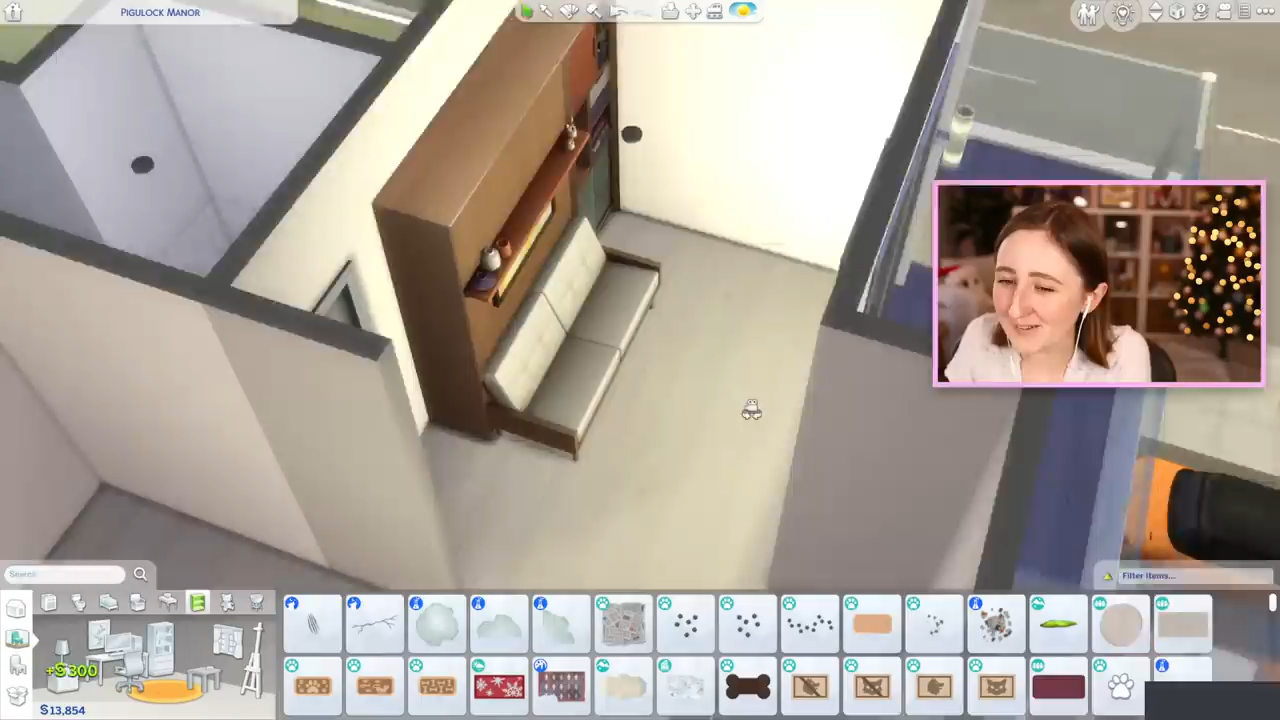 Pigulock Manor
Search
Filter Items...
+$300
$13,854